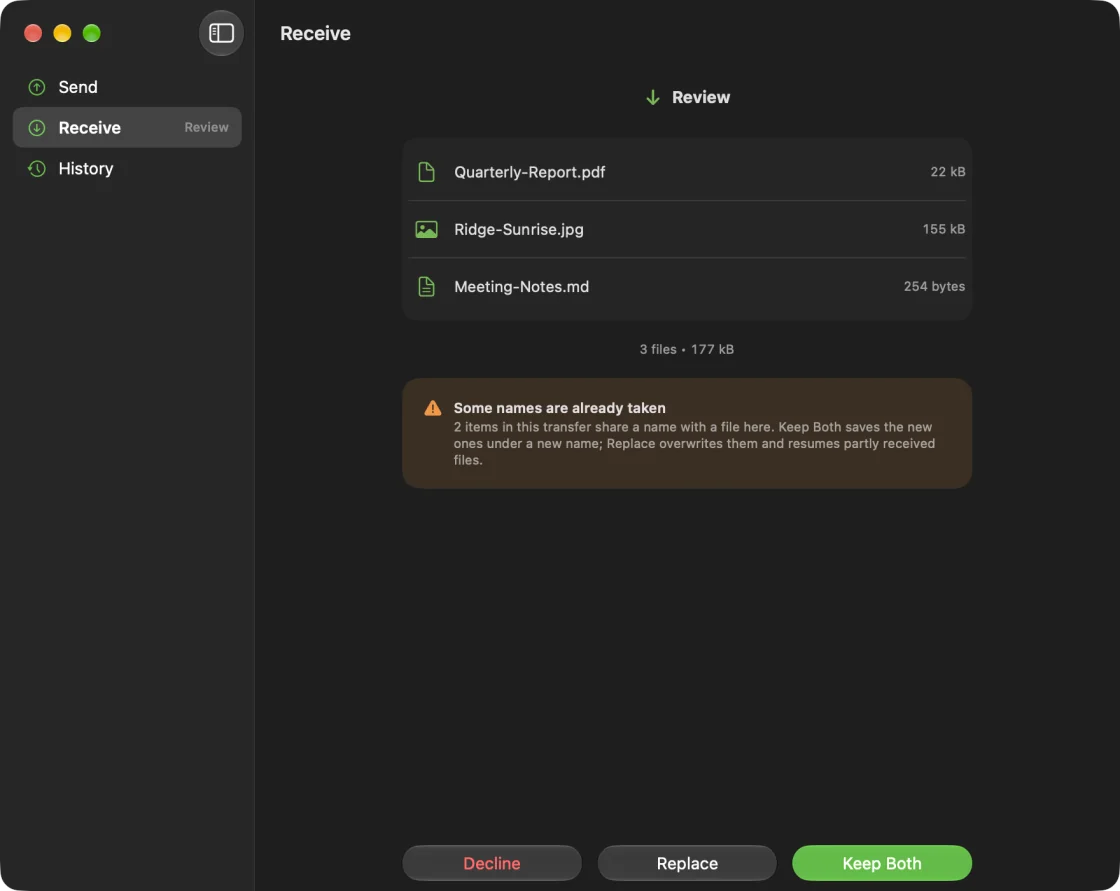 Receive
Send
Receive Review
History
Review
Quarterly-Report.pdf 22 kB
Ridge-Sunrise.jpg 155 kB
Meeting-Notes.md 254 bytes
3 files • 177 kB
Some names are already taken
2 items in this transfer share a name with a file here. Keep Both saves the new
ones under a new name; Replace overwrites them and resumes partly received
files.
Decline Replace Keep Both